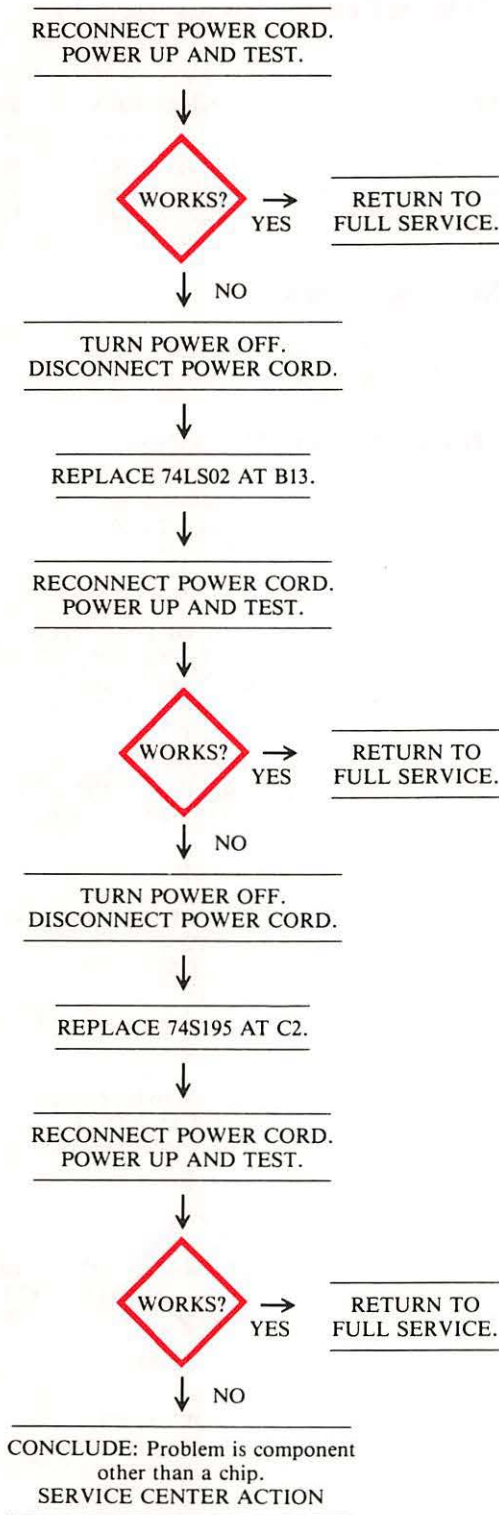 RECONNECT POWER CORD.
POWER UP AND TEST.
WORKS?
YES
RETURN TO
FULL SERVICE.
NO
TURN POWER OFF.
DISCONNECT POWER CORD.
REPLACE 74LS02 AT B13.
RECONNECT POWER CORD.
POWER UP AND TEST.
WORKS?
YES
RETURN TO
FULL SERVICE.
NO
TURN POWER OFF.
DISCONNECT POWER CORD.
REPLACE 74S195 AT C2.
RECONNECT POWER CORD.
POWER UP AND TEST.
WORKS?
YES
RETURN TO
FULL SERVICE.
NO
CONCLUDE: Problem is component
other than a chip.
SERVICE CENTER ACTION